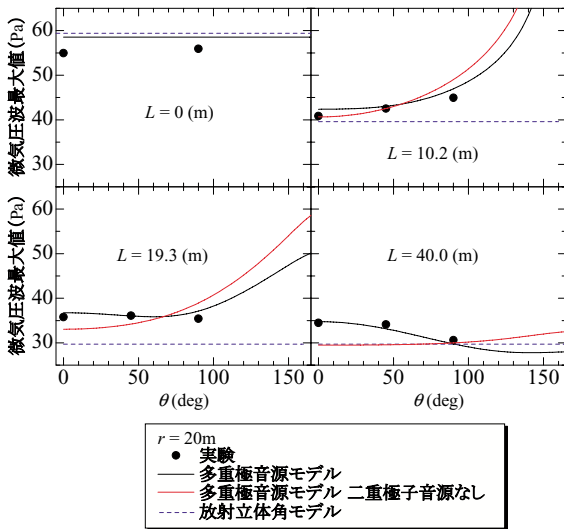 微気圧波最大値(Pa)
60
50
40
30
L = 0 (m)
L = 10.2 (m)
微気圧波最大値(Pa)
60
50
40
30
L = 19.3 (m)
L = 40.0 (m)
0
50
100
150
0
50
100
150
θ (deg)
θ (deg)
r = 20m
実験
多重極音源モデル
多重極音源モデル 二重極子音源なし
放射立体角モデル